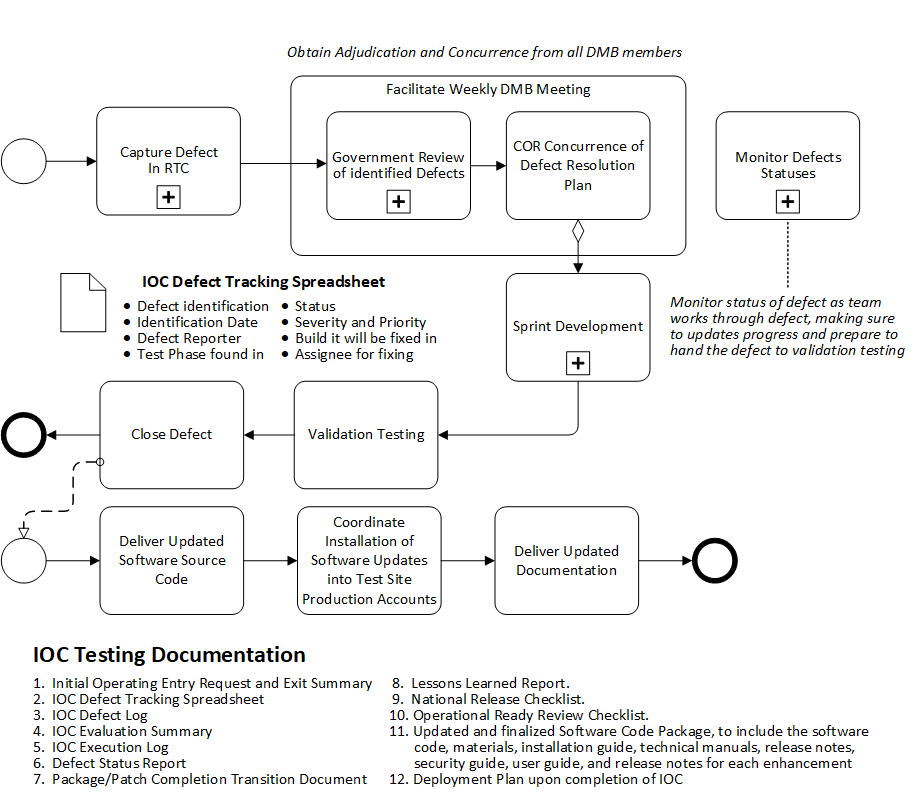 Obtain Adjudication and Concurrence from all DMB members
Facilitate Weekly DMB Meeting
Capture Defect
In RTC
Government Review
of identified Defects
COR Concurrence of
Defect Resolution
Plan
Monitor Defects
Statuses
IOC Defect Tracking Spreadsheet
• Defect identification
• Identification Date
• Defect Reporter
• Test Phase found in
• Status
• Severity and Priority
• Build it will be fixed in
• Assignee for fixing
Sprint Development
Monitor status of defect as team
works through defect, making sure
to updates progress and prepare to
hand the defect to validation testing
Close Defect
Validation Testing
Deliver Updated
Software Source
Code
Coordinate
Installation of
Software Updates
into Test Site
Production Accounts
Deliver Updated
Documentation
IOC Testing Documentation
1. Initial Operating Entry Request and Exit Summary
2. IOC Defect Tracking Spreadsheet
3. IOC Defect Log
4. IOC Evaluation Summary
5. IOC Execution Log
6. Defect Status Report
7. Package/Patch Completion Transition Document
8. Lessons Learned Report.
9. National Release Checklist.
10. Operational Ready Review Checklist.
11. Updated and finalized Software Code Package, to include the software
code, materials, installation guide, technical manuals, release notes,
security guide, user guide, and release notes for each enhancement
12. Deployment Plan upon completion of IOC